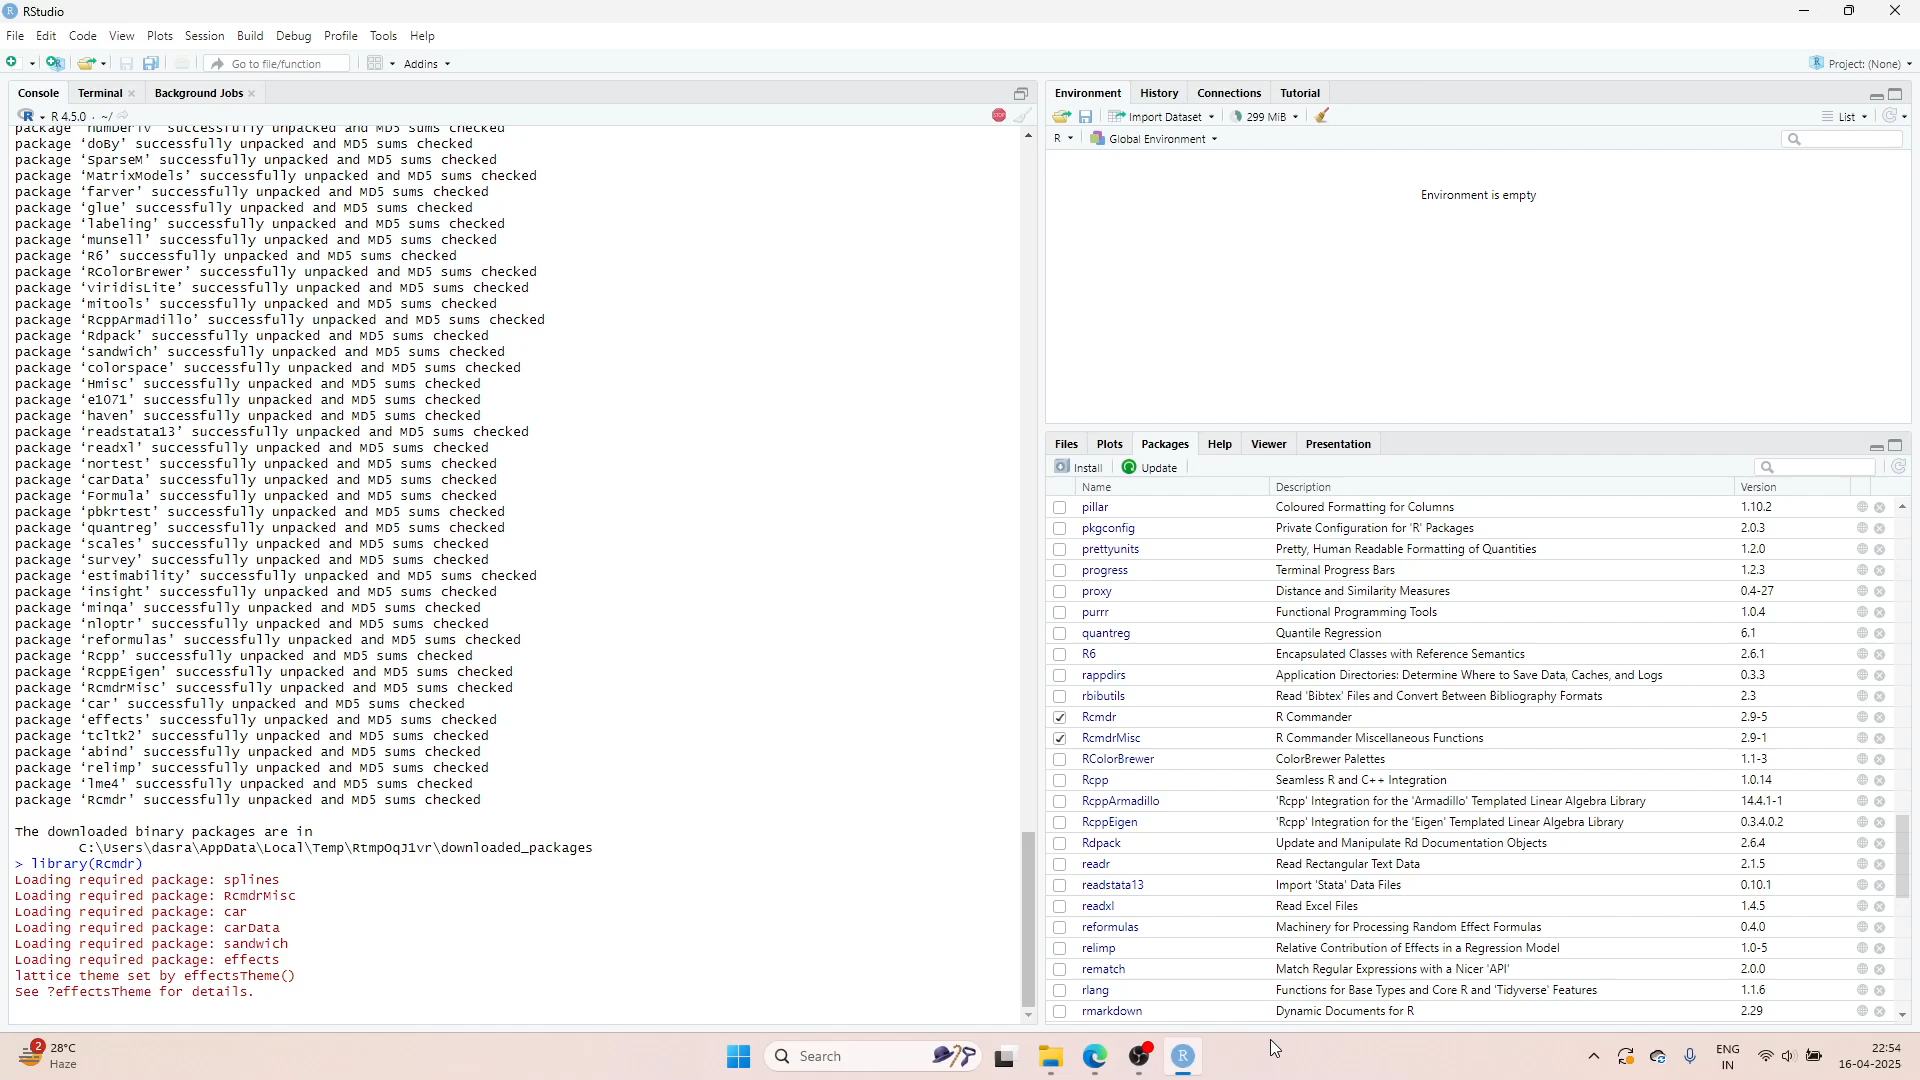 RStudio
File Edit Code View Plots Session Build Debug Profile Tools Help
Go to file/function
Addins
Project: (None)
Console
Terminal
Background Jobs
R 4.5.0 · ~/
package ‘numDeriv’ successfully unpacked and MD5 sums checked
package ‘doBy’ successfully unpacked and MD5 sums checked
package ‘SparseM’ successfully unpacked and MD5 sums checked
package ‘MatrixModels’ successfully unpacked and MD5 sums checked
package ‘farver’ successfully unpacked and MD5 sums checked
package ‘glue’ successfully unpacked and MD5 sums checked
package ‘labeling’ successfully unpacked and MD5 sums checked
package ‘munsell’ successfully unpacked and MD5 sums checked
package ‘R6’ successfully unpacked and MD5 sums checked
package ‘RColorBrewer’ successfully unpacked and MD5 sums checked
package ‘viridisLite’ successfully unpacked and MD5 sums checked
package ‘mitools’ successfully unpacked and MD5 sums checked
package ‘RcppArmadillo’ successfully unpacked and MD5 sums checked
package ‘Rdpack’ successfully unpacked and MD5 sums checked
package ‘sandwich’ successfully unpacked and MD5 sums checked
package ‘colorspace’ successfully unpacked and MD5 sums checked
package ‘Hmisc’ successfully unpacked and MD5 sums checked
package ‘e1071’ successfully unpacked and MD5 sums checked
package ‘haven’ successfully unpacked and MD5 sums checked
package ‘readstata13’ successfully unpacked and MD5 sums checked
package ‘readxl’ successfully unpacked and MD5 sums checked
package ‘nortest’ successfully unpacked and MD5 sums checked
package ‘carData’ successfully unpacked and MD5 sums checked
package ‘Formula’ successfully unpacked and MD5 sums checked
package ‘pbkrtest’ successfully unpacked and MD5 sums checked
package ‘quantreg’ successfully unpacked and MD5 sums checked
package ‘scales’ successfully unpacked and MD5 sums checked
package ‘survey’ successfully unpacked and MD5 sums checked
package ‘estimability’ successfully unpacked and MD5 sums checked
package ‘insight’ successfully unpacked and MD5 sums checked
package ‘minqa’ successfully unpacked and MD5 sums checked
package ‘nloptr’ successfully unpacked and MD5 sums checked
package ‘reformulas’ successfully unpacked and MD5 sums checked
package ‘Rcpp’ successfully unpacked and MD5 sums checked
package ‘RcppEigen’ successfully unpacked and MD5 sums checked
package ‘RcmdrMisc’ successfully unpacked and MD5 sums checked
package ‘car’ successfully unpacked and MD5 sums checked
package ‘effects’ successfully unpacked and MD5 sums checked
package ‘tcltk2’ successfully unpacked and MD5 sums checked
package ‘abind’ successfully unpacked and MD5 sums checked
package ‘relimp’ successfully unpacked and MD5 sums checked
package ‘lme4’ successfully unpacked and MD5 sums checked
package ‘Rcmdr’ successfully unpacked and MD5 sums checked
The downloaded binary packages are in
C:\Users\dasra\AppData\Local\Temp\RtmpOqJ1vr\downloaded_packages
> library(Rcmdr)
Loading required package: splines
Loading required package: RcmdrMisc
Loading required package: car
Loading required package: carData
Loading required package: sandwich
Loading required package: effects
lattice theme set by effectsTheme()
See ?effectsTheme for details.
Environment History Connections Tutorial
Import Dataset 299 MiB List
R Global Environment
Environment is empty
Files Plots Packages Help Viewer Presentation
Install Update
Name Description Version
pillar Coloured Formatting for Columns 1.10.2
pkgconfig Private Configuration for 'R' Packages 2.0.3
prettyunits Pretty, Human Readable Formatting of Quantities 1.2.0
progress Terminal Progress Bars 1.2.3
proxy Distance and Similarity Measures 0.4-27
purrr Functional Programming Tools 1.0.4
quantreg Quantile Regression 6.1
R6 Encapsulated Classes with Reference Semantics 2.6.1
rappdirs Application Directories: Determine Where to Save Data, Caches, and Logs 0.3.3
rbibutils Read 'Bibtex' Files and Convert Between Bibliography Formats 2.3
Rcmdr R Commander 2.9-5
RcmdrMisc R Commander Miscellaneous Functions 2.9-1
RColorBrewer ColorBrewer Palettes 1.1-3
Rcpp Seamless R and C++ Integration 1.0.14
RcppArmadillo 'Rcpp' Integration for the 'Armadillo' Templated Linear Algebra Library 14.4.1-1
RcppEigen 'Rcpp' Integration for the 'Eigen' Templated Linear Algebra Library 0.3.4.0.2
Rdpack Update and Manipulate Rd Documentation Objects 2.6.4
readr Read Rectangular Text Data 2.1.5
readstata13 Import 'Stata' Data Files 0.10.1
readxl Read Excel Files 1.4.5
reformulas Machinery for Processing Random Effect Formulas 0.4.0
relimp Relative Contribution of Effects in a Regression Model 1.0-5
rematch Match Regular Expressions with a Nicer 'API' 2.0.0
rlang Functions for Base Types and Core R and 'Tidyverse' Features 1.1.6
rmarkdown Dynamic Documents for R 2.29
2
28°C
Haze
Search
ENG
IN
22:54
16-04-2025